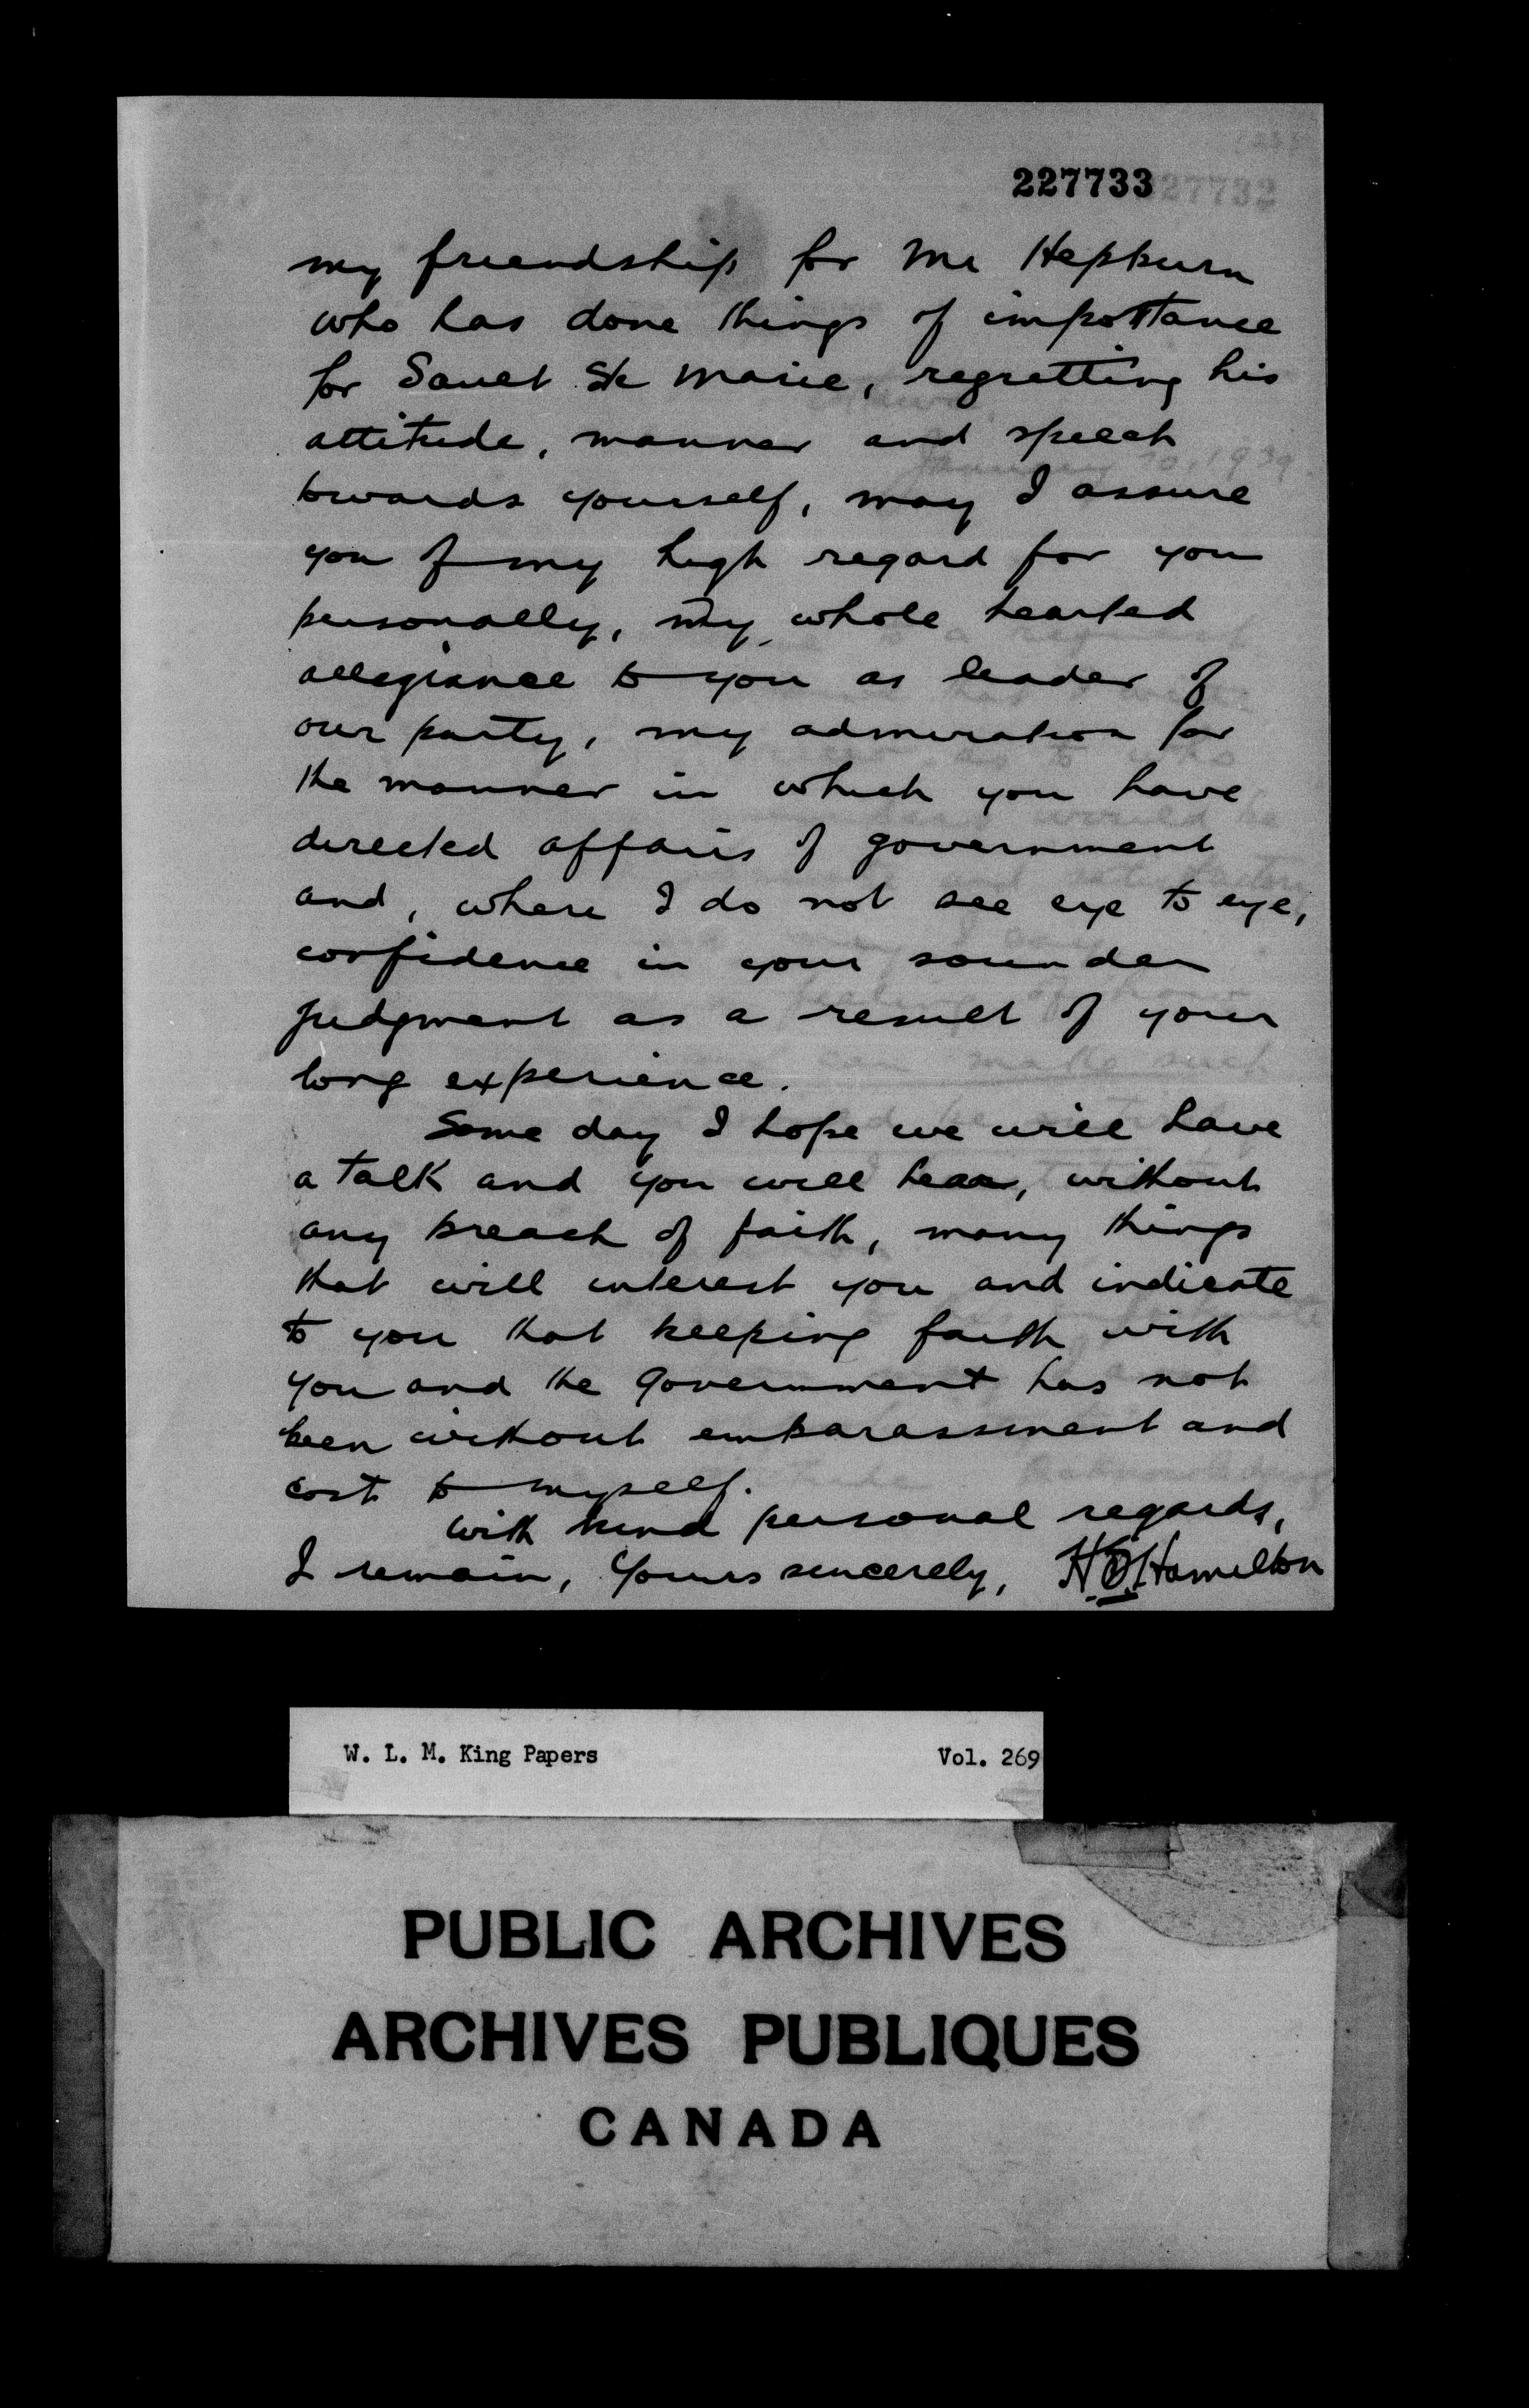 227733
my friendship for Mr Hepburn
who has done things of importance
for Sault Ste Marie, regretting his
attitude, manner and speech
towards yourself, may I assure
you of my high regard for you
personally, my whole hearted
allegiance to you as leader of
our party, my admiration for
the manner in which you have
directed affairs of government
and, where I do not see eye to eye,
confidence in your sounder
judgment as a result of your
long experience.
Some day I hope we will have
a talk and you will hear, without
any breach of faith, many things
that will interest you and indicate
to you that keeping faith with
you and the Government has not
been without embarassment and
cost to myself.
With kind personal regards,
I remain, Yours sincerely, Hamilton
W. L. M. King Papers Vol. 269
PUBLIC ARCHIVES
ARCHIVES PUBLIQUES
CANADA